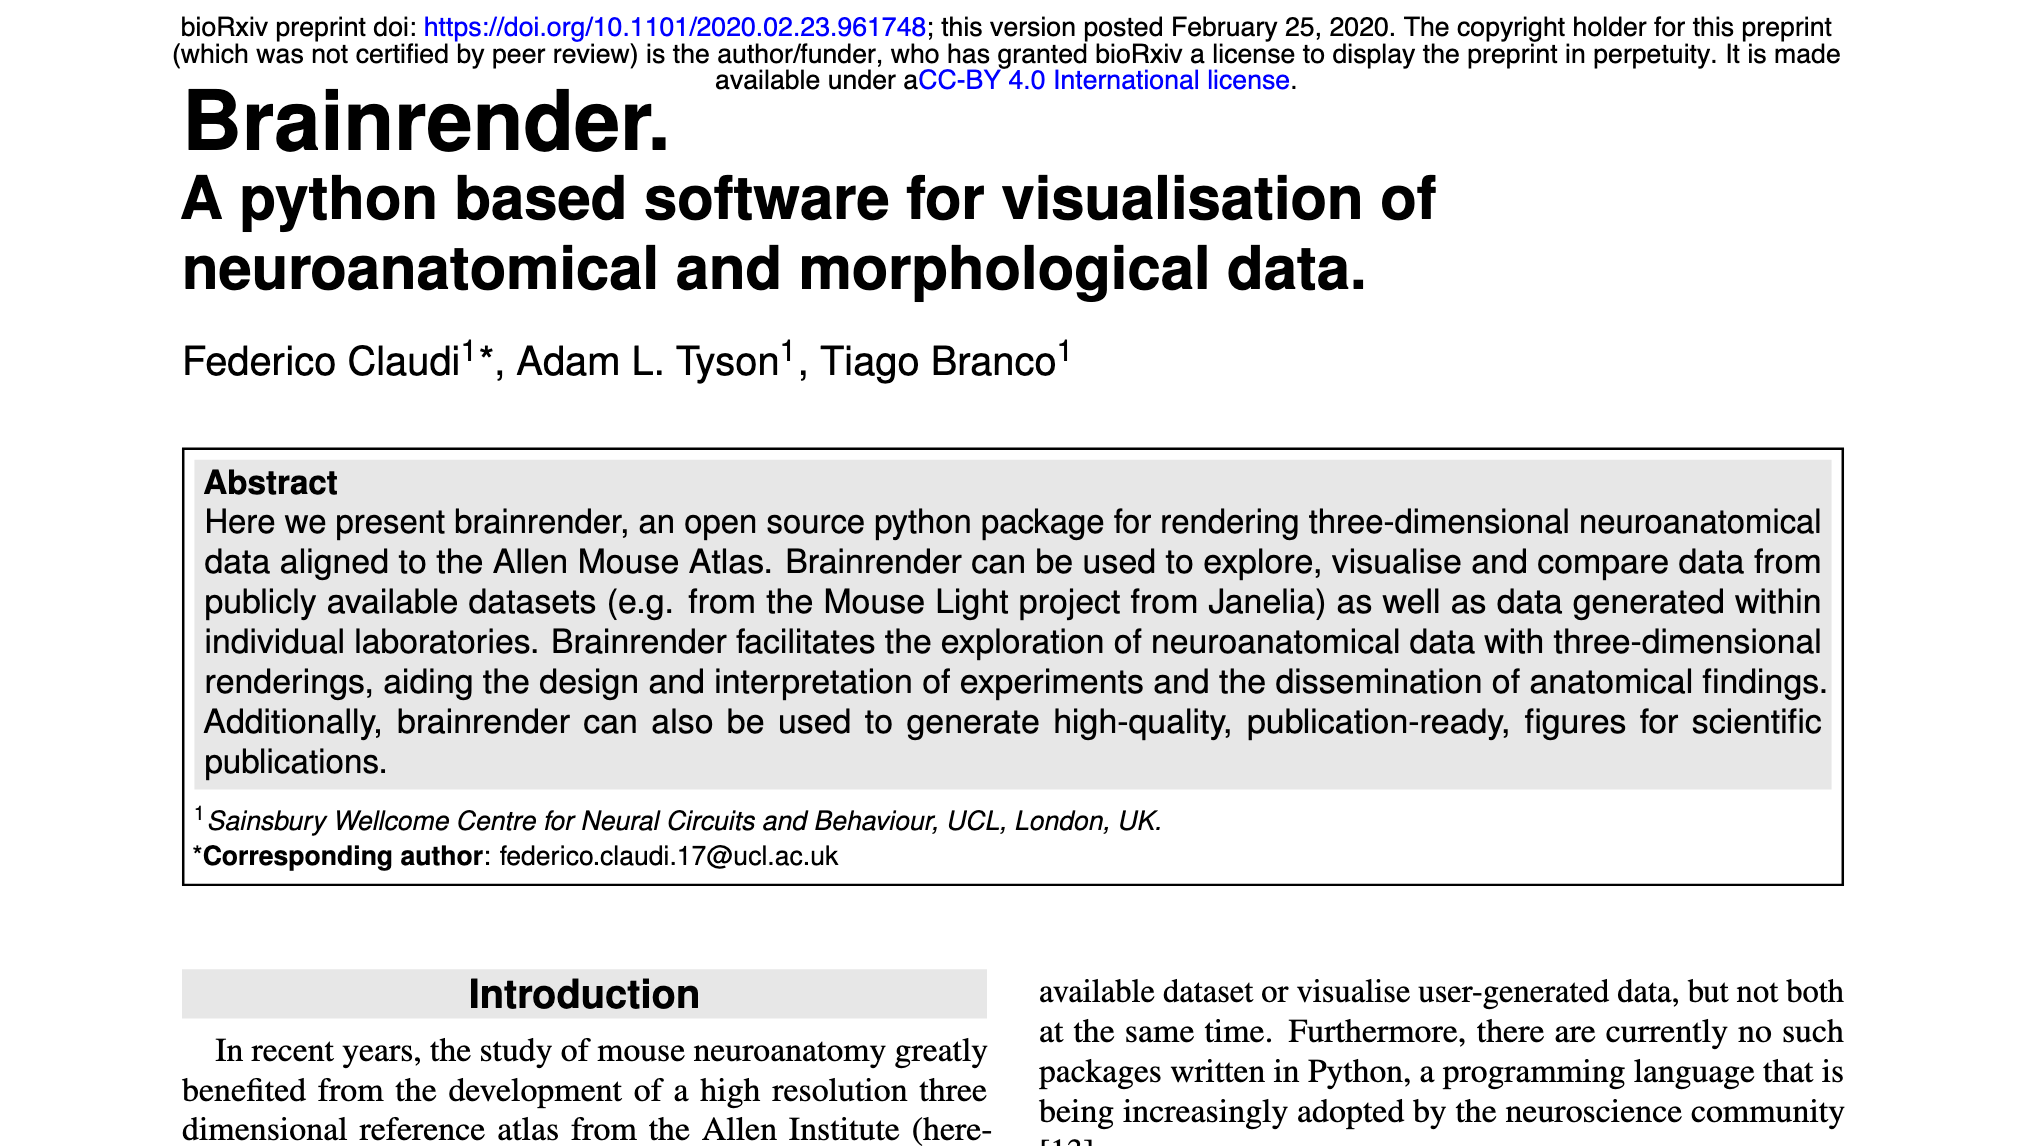 bioRxiv preprint doi: https://doi.org/10.1101/2020.02.23.961748; this version posted February 25, 2020. The copyright holder for this preprint
(which was not certified by peer review) is the author/funder, who has granted bioRxiv a license to display the preprint in perpetuity. It is made
available under aCC-BY 4.0 International license.
Brainrender.
A python based software for visualisation of
neuroanatomical and morphological data.
Federico Claudi1*, Adam L. Tyson1, Tiago Branco1
Abstract
Here we present brainrender, an open source python package for rendering three-dimensional neuroanatomical
data aligned to the Allen Mouse Atlas. Brainrender can be used to explore, visualise and compare data from
publicly available datasets (e.g. from the Mouse Light project from Janelia) as well as data generated within
individual laboratories. Brainrender facilitates the exploration of neuroanatomical data with three-dimensional
renderings, aiding the design and interpretation of experiments and the dissemination of anatomical findings.
Additionally, brainrender can also be used to generate high-quality, publication-ready, figures for scientific
publications.
1 Sainsbury Wellcome Centre for Neural Circuits and Behaviour, UCL, London, UK.
*Corresponding author: federico.claudi.17@ucl.ac.uk
Introduction
In recent years, the study of mouse neuroanatomy greatly
benefited from the development of a high resolution three
dimensional reference atlas from the Allen Institute (here-
available dataset or visualise user-generated data, but not both
at the same time. Furthermore, there are currently no such
packages written in Python, a programming language that is
being increasingly adopted by the neuroscience community